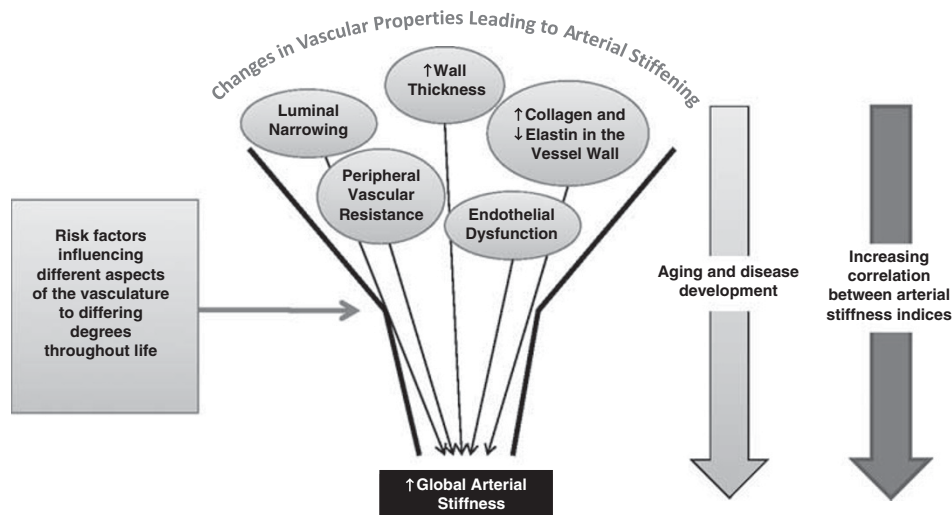 Changes in Vascular Properties Leading to Arterial Stiffening
↑Wall
Thickness
Luminal
Narrowing
↑Collagen and
↓Elastin in the
Vessel Wall
Peripheral
Vascular
Resistance
Endothelial
Dysfunction
Risk factors
influencing
different aspects
of the vasculature
to differing
degrees
throughout life
Aging and disease
development
Increasing
correlation
between arterial
stiffness indices
↑Global Arterial
Stiffness